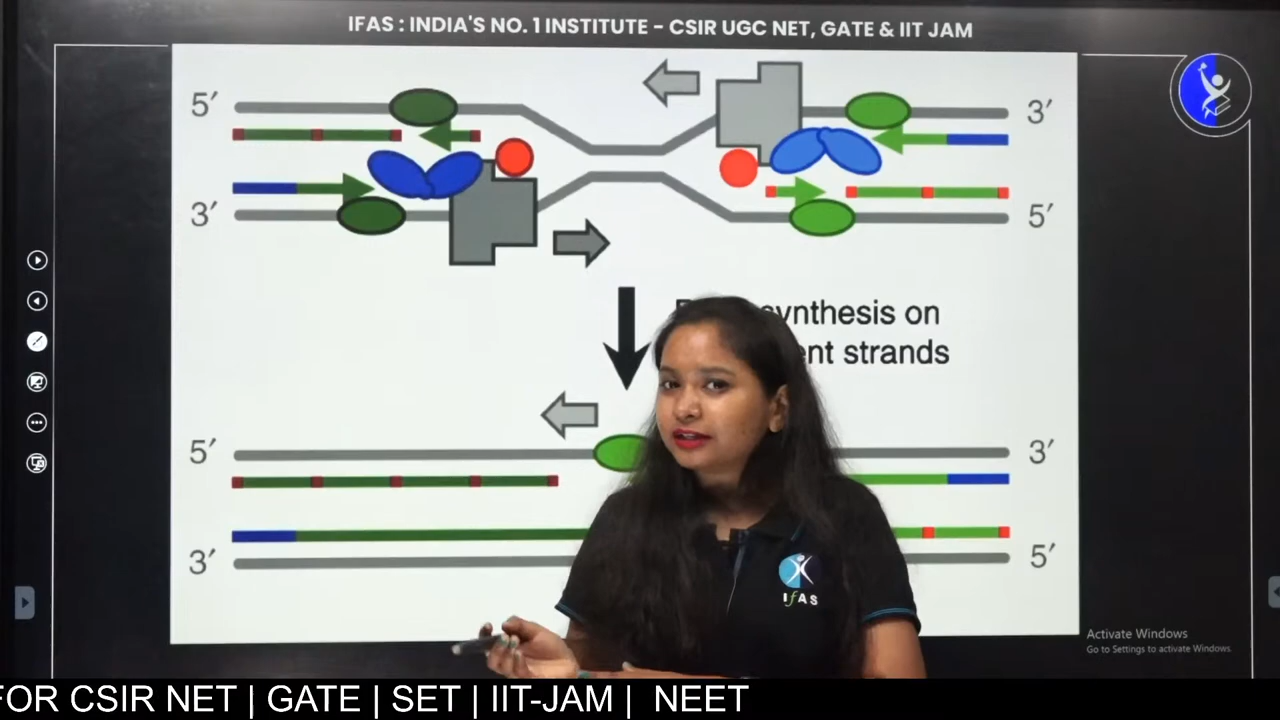 IFAS : INDIA'S NO. 1 INSTITUTE – CSIR UGC NET, GATE & IIT JAM
5′ 3′
3′ 5′
synthesis on
strands
5′ 3′
3′ 5′
IfAS
Activate Windows
Go to Settings to activate Windows.
FOR CSIR NET | GATE | SET | IIT-JAM | NEET